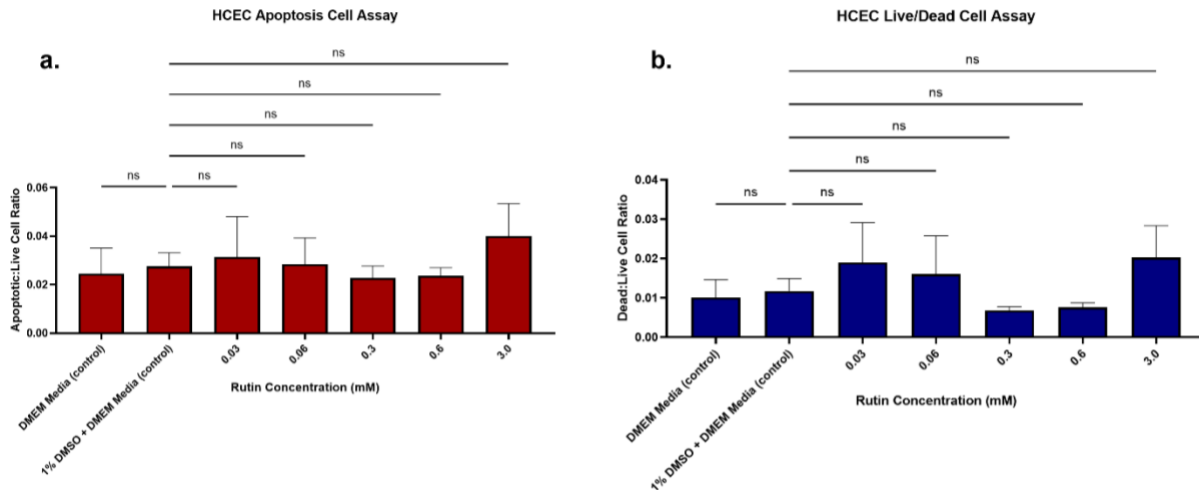 HCEC Apoptosis Cell Assay
a.
ns
ns
ns
ns
ns
ns
Apoptotic:Live Cell Ratio
0.06
0.04
0.02
0.00
DMEM Media (control)
1% DMSO + DMEM Media (control)
0.03
0.06
0.3
0.6
3.0
Rutin Concentration (mM)
HCEC Live/Dead Cell Assay
b.
ns
ns
ns
ns
ns
ns
Dead:Live Cell Ratio
0.04
0.03
0.02
0.01
0.00
DMEM Media (control)
1% DMSO + DMEM Media (control)
0.03
0.06
0.3
0.6
3.0
Rutin Concentration (mM)